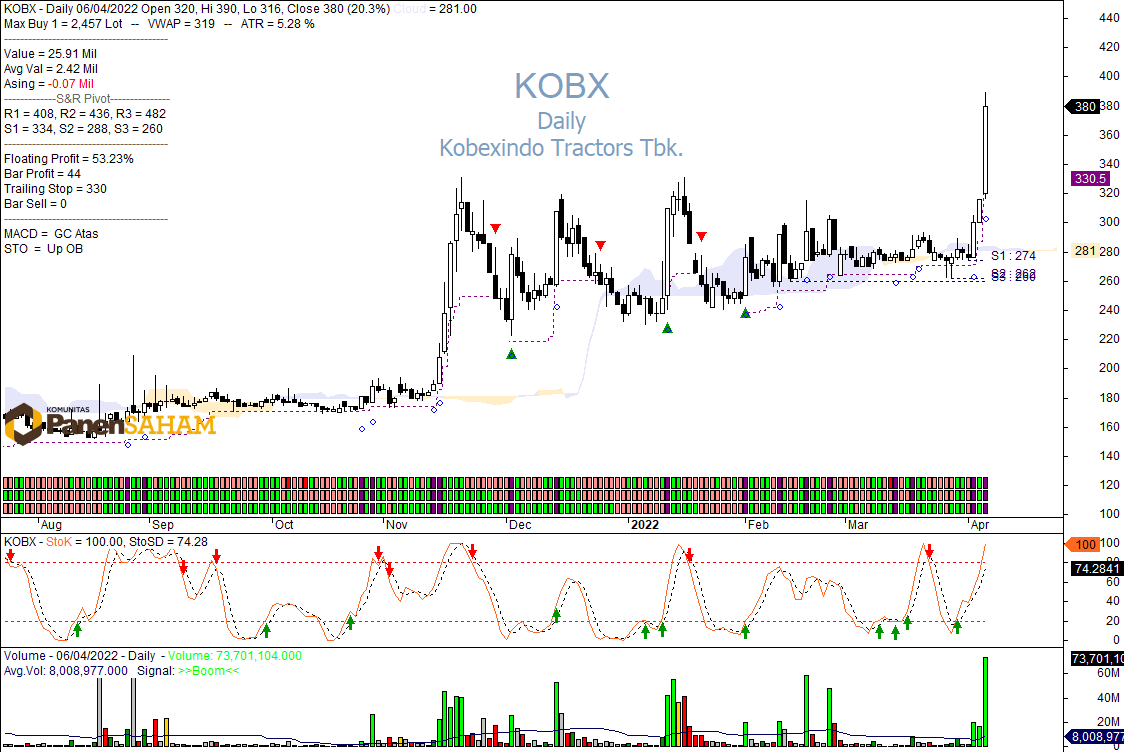 KOBX - Daily 06/04/2022 Open 320, Hi 390, Lo 316, Close 380 (20.3%) Cloud = 281.00
Max Buy 1 = 2,457 Lot -- VWAP = 319 -- ATR = 5.28 %
Value = 25.91 Mil
Avg Val = 2.42 Mil
Asing = -0.07 Mil
S&R Pivot
R1 = 408, R2 = 436, R3 = 482
S1 = 334, S2 = 288, S3 = 260
Floating Profit = 53.23%
Bar Profit = 44
Trailing Stop = 330
Bar Sell = 0
MACD = GC Atas
STO = Up OB
KOBX
Daily
Kobexindo Tractors Tbk.
440
420
400
380
380
360
340
330.5
320
300
281
280
260
240
220
200
180
160
140
120
100
S1 : 274
KOMUNITAS
PanenSAHAM
Aug Sep Oct Nov Dec 2022 Feb Mar Apr
KOBX - StoK = 100.00, StoSD = 74.28
100
100
74.2841
60
40
20
0
Volume - 06/04/2022 - Daily - Volume: 73,701,104.000
Avg.Vol: 8,008,977.000 Signal: >>Boom<<
73,701,10
60M
40M
20M
8,008,977